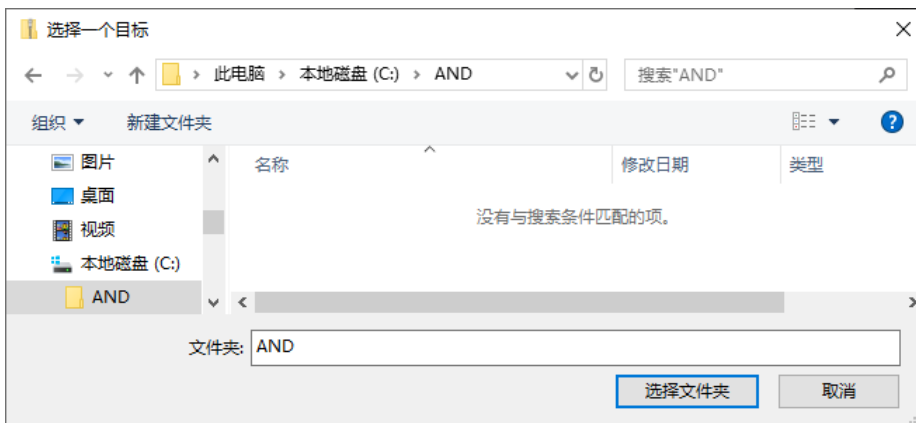 选择一个目标
此电脑 › 本地磁盘 (C:) › AND 搜索"AND"
组织 新建文件夹
图片 名称 修改日期 类型
桌面 没有与搜索条件匹配的项。
视频
本地磁盘 (C:)
AND
文件夹: AND
选择文件夹 取消